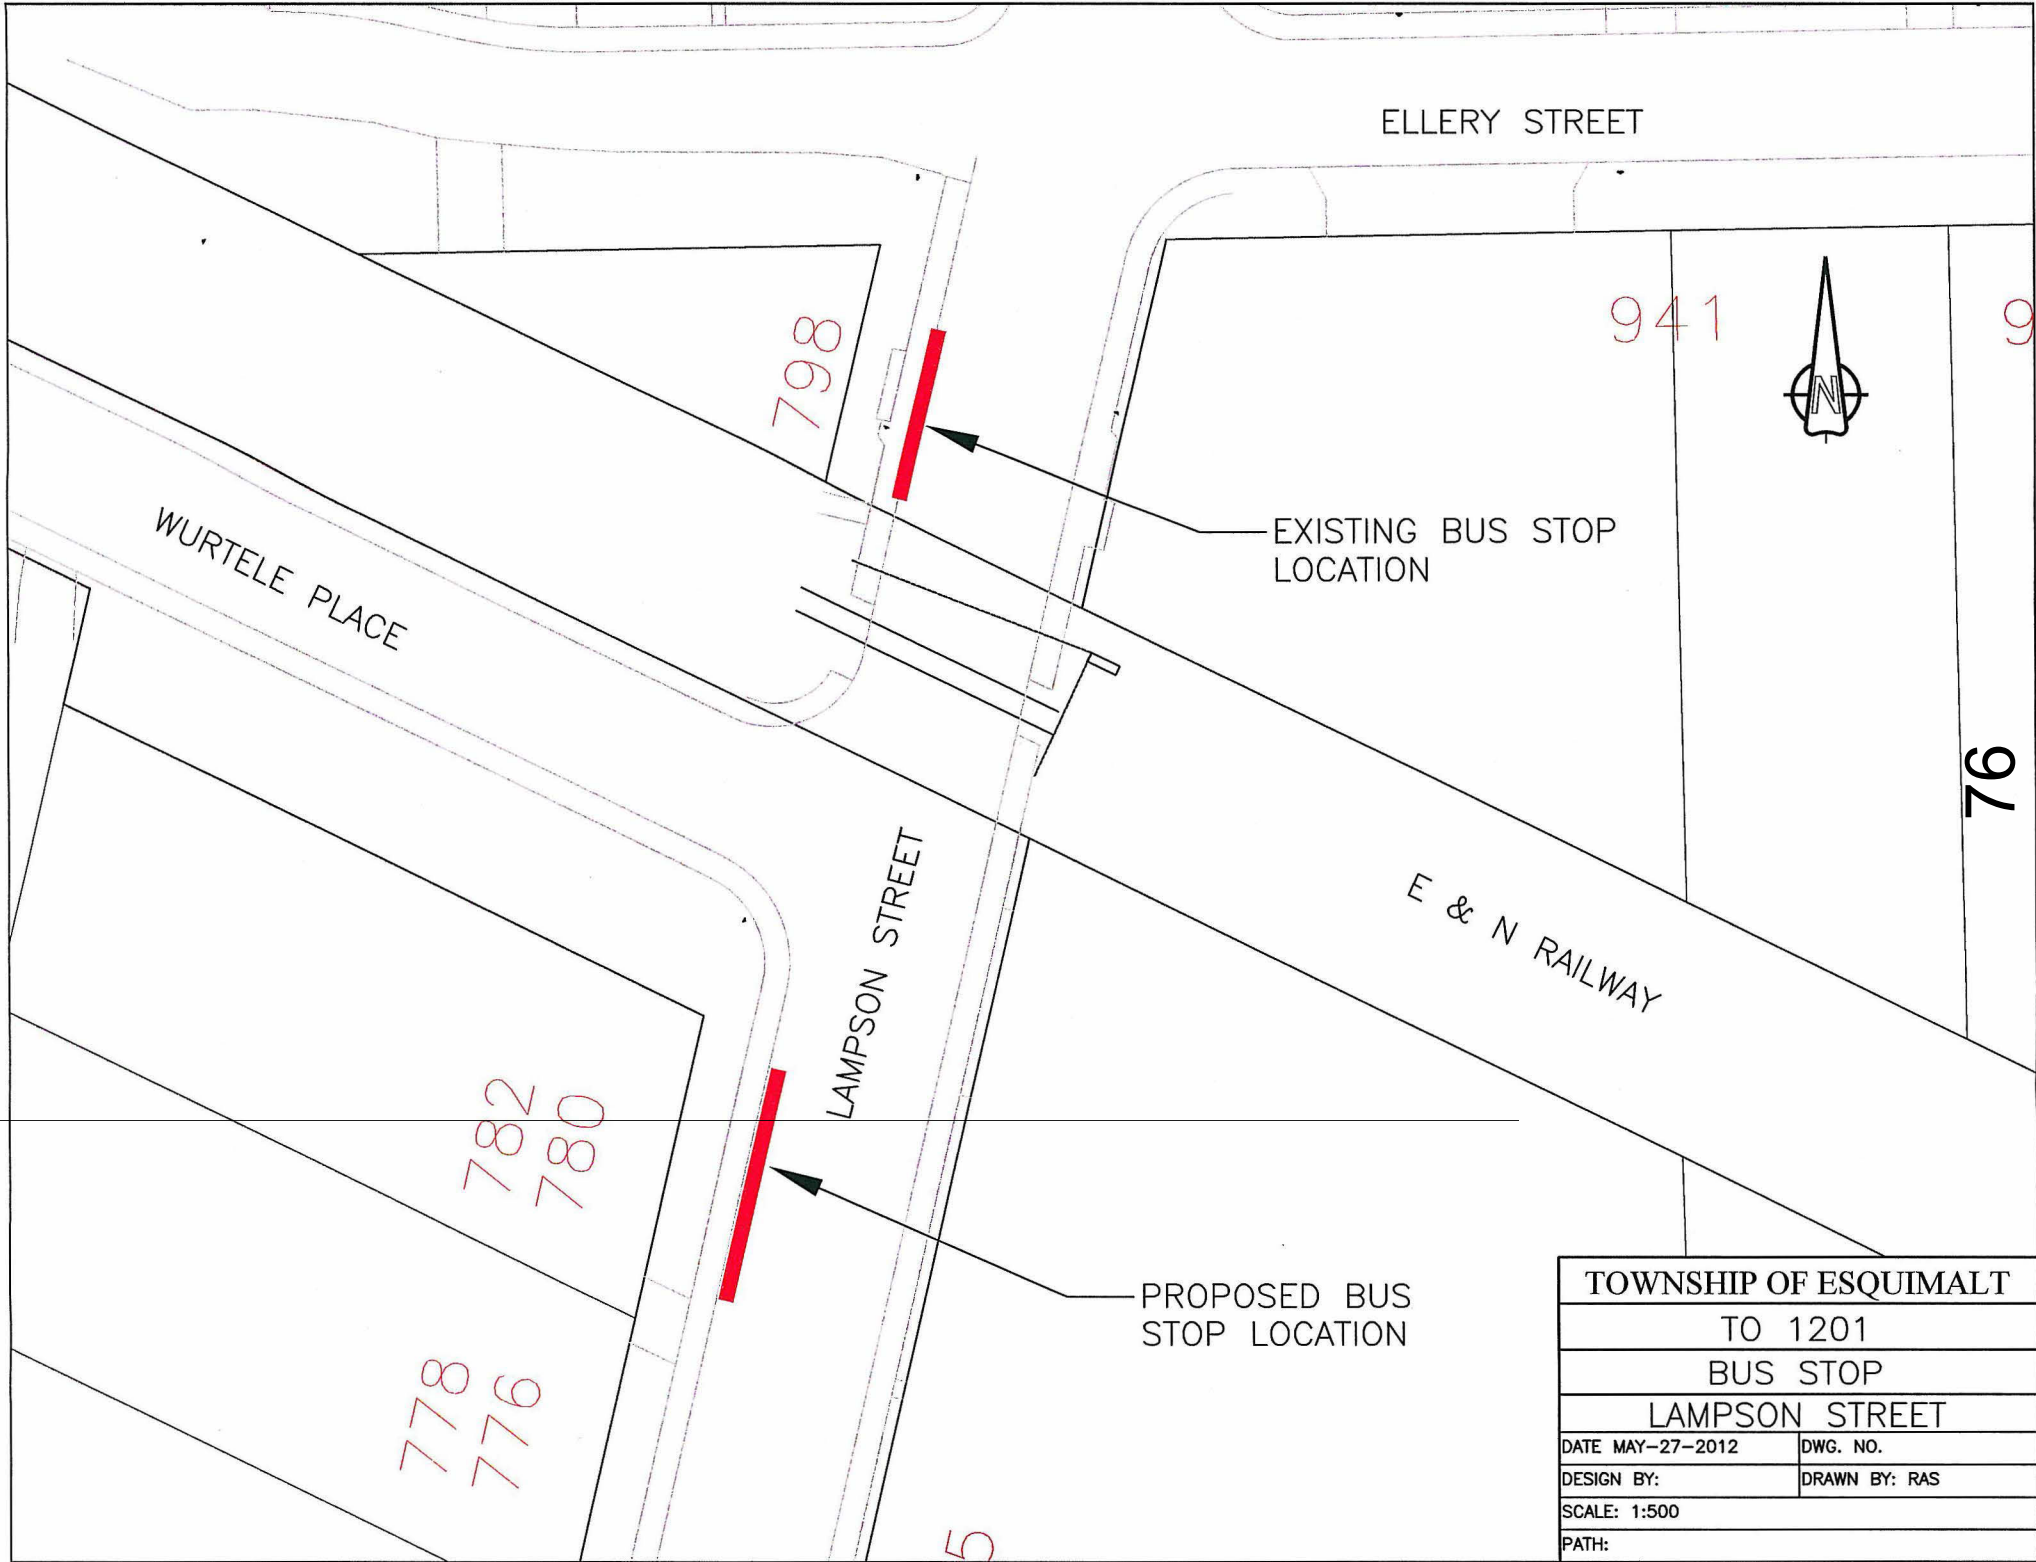 ELLERY STREET
941
9
798
N
EXISTING BUS STOP
LOCATION
WURTELE PLACE
76
LAMPSON STREET
E & N RAILWAY
782
780
PROPOSED BUS
STOP LOCATION
778
776
5
TOWNSHIP OF ESQUIMALT
TO 1201
BUS STOP
LAMPSON STREET
DATE MAY-27-2012
DWG. NO.
DESIGN BY:
DRAWN BY: RAS
SCALE: 1:500
PATH: